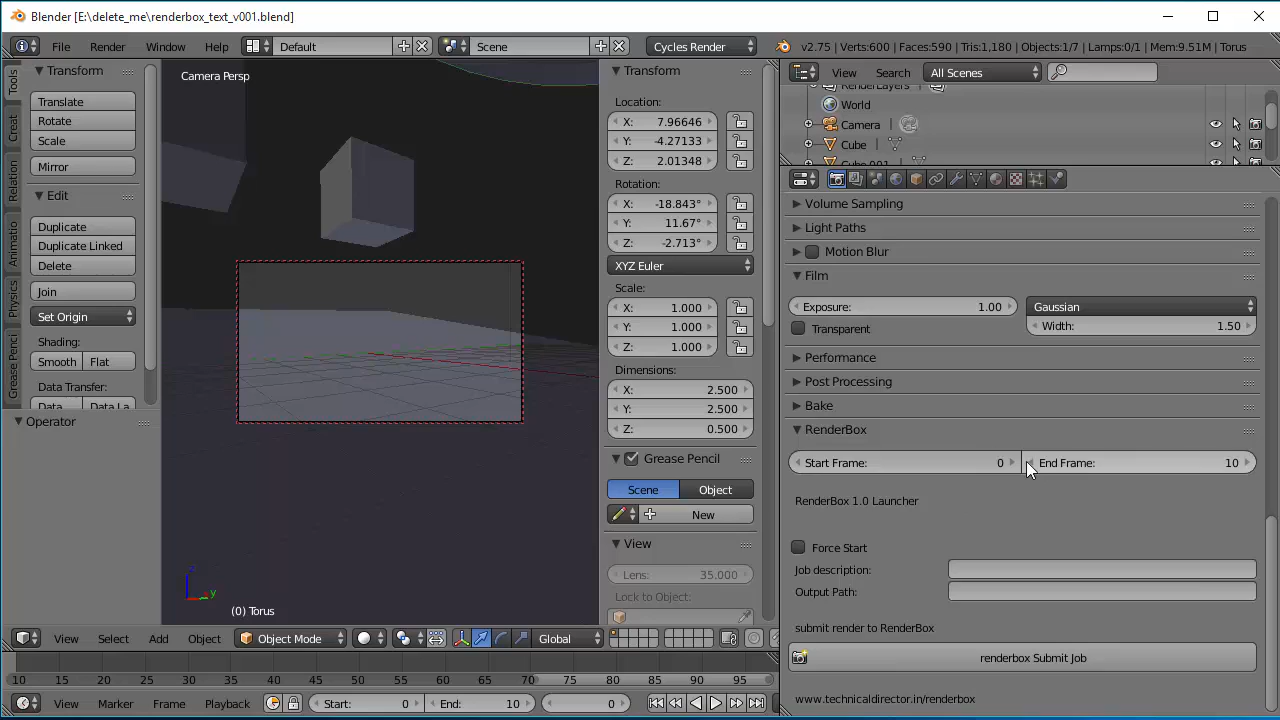 Blender [E:\delete_me\renderbox_text_v001.blend]
File Render Window Help Default Scene Cycles Render v2.75 | Verts:600 | Faces:590 | Tris:1,180 | Objects:1/7 | Lamps:0/1 | Mem:9.51M | Torus
Tools
Creat
Relation
Animatio
Physics
Grease Penci
Transform
Translate
Rotate
Scale
Mirror
Edit
Duplicate
Duplicate Linked
Delete
Join
Set Origin
Shading:
Smooth Flat
Data Transfer:
Data Data La
Operator
Camera Persp
z
y
(0) Torus
Transform
Location:
X: 7.96646
Y: -4.27133
Z: 2.01348
Rotation:
X: -18.843°
Y: 11.67°
Z: -2.713°
XYZ Euler
Scale:
X: 1.000
Y: 1.000
Z: 1.000
Dimensions:
X: 2.500
Y: 2.500
Z: 0.500
Grease Pencil
Scene Object
New
View
Lens: 35.000
Lock to Object:
View Search All Scenes
RenderLayers
World
Camera
Cube
Cube.001
Volume Sampling
Light Paths
Motion Blur
Film
Exposure: 1.00 Gaussian
Transparent Width: 1.50
Performance
Post Processing
Bake
RenderBox
Start Frame: 0 End Frame: 10
RenderBox 1.0 Launcher
Force Start
Job description:
Output Path:
submit render to RenderBox
renderbox Submit Job
www.technicaldirector.in/renderbox
View Select Add Object Object Mode Global
10 15 20 25 30 35 40 45 50 55 60 65 70 75 80 85 90 95
View Marker Frame Playback Start: 0 End: 10 0